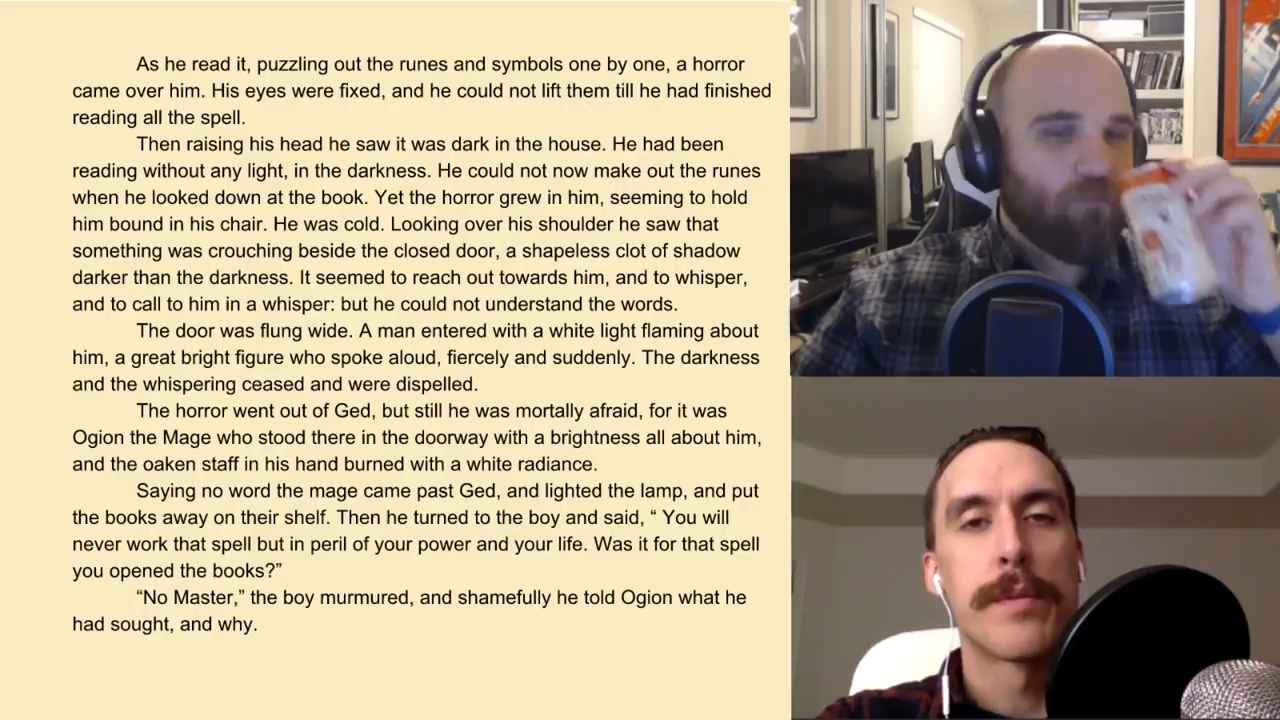 As he read it, puzzling out the runes and symbols one by one, a horror
came over him. His eyes were fixed, and he could not lift them till he had finished
reading all the spell.
Then raising his head he saw it was dark in the house. He had been
reading without any light, in the darkness. He could not now make out the runes
when he looked down at the book. Yet the horror grew in him, seeming to hold
him bound in his chair. He was cold. Looking over his shoulder he saw that
something was crouching beside the closed door, a shapeless clot of shadow
darker than the darkness. It seemed to reach out towards him, and to whisper,
and to call to him in a whisper: but he could not understand the words.
The door was flung wide. A man entered with a white light flaming about
him, a great bright figure who spoke aloud, fiercely and suddenly. The darkness
and the whispering ceased and were dispelled.
The horror went out of Ged, but still he was mortally afraid, for it was
Ogion the Mage who stood there in the doorway with a brightness all about him,
and the oaken staff in his hand burned with a white radiance.
Saying no word the mage came past Ged, and lighted the lamp, and put
the books away on their shelf. Then he turned to the boy and said, “ You will
never work that spell but in peril of your power and your life. Was it for that spell
you opened the books?”
“No Master,” the boy murmured, and shamefully he told Ogion what he
had sought, and why.